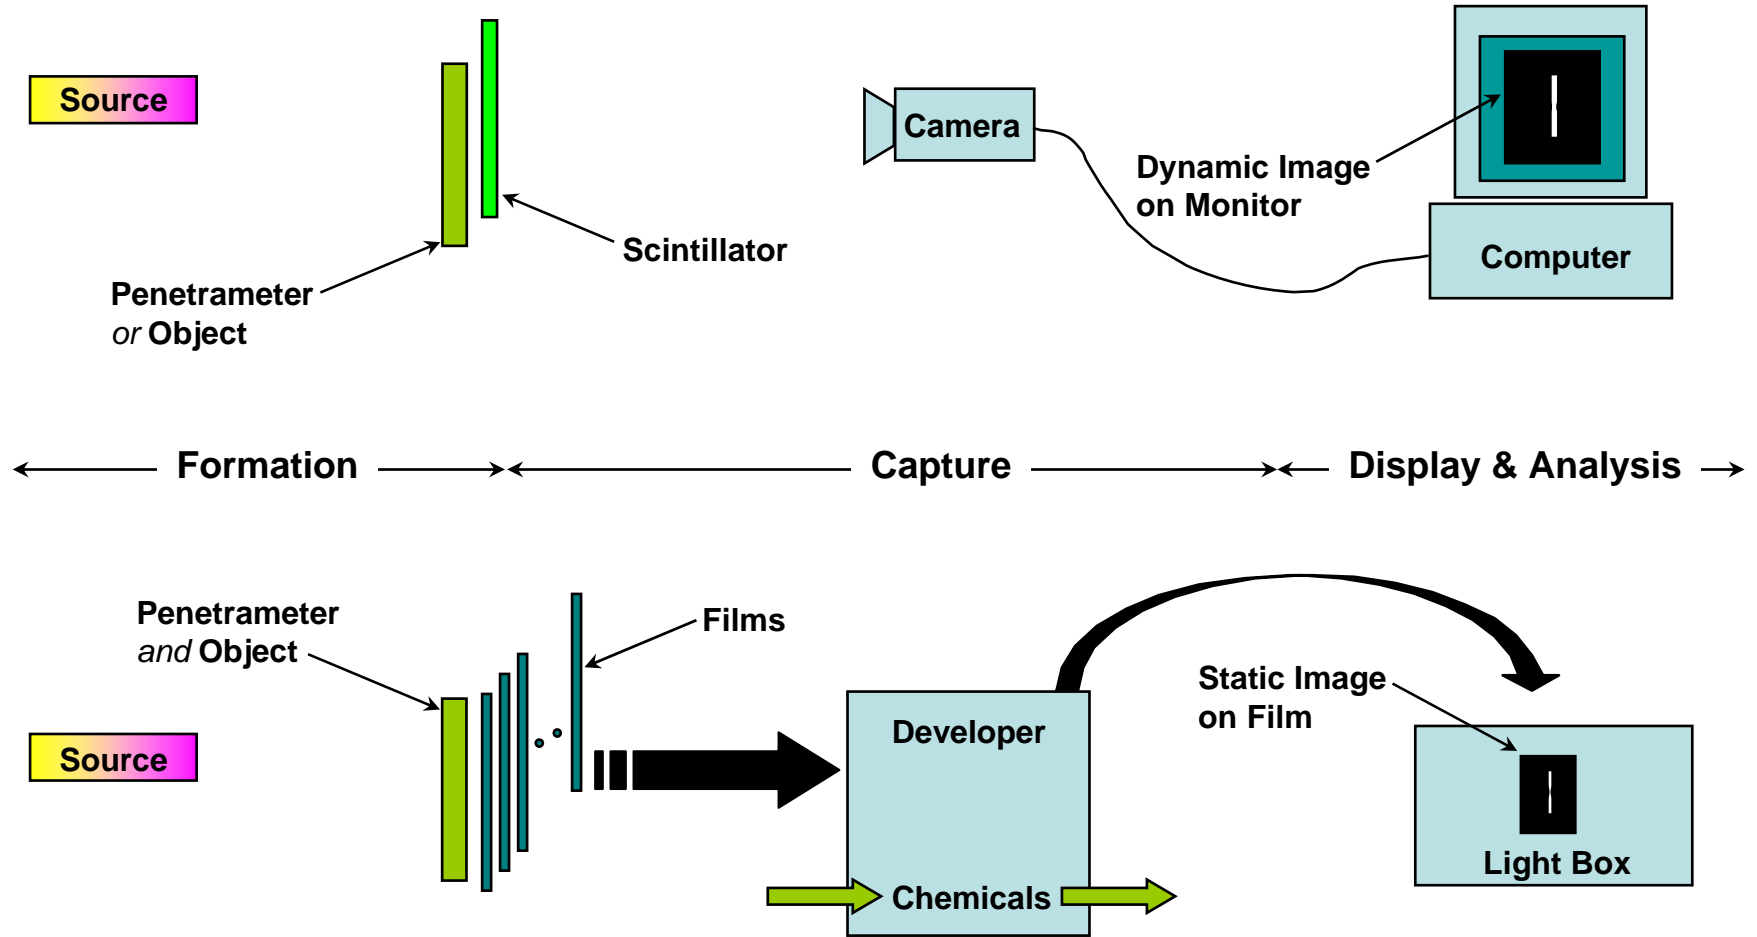 Source
Camera
Dynamic Image
on Monitor
Scintillator
Computer
Penetrameter
or Object
Formation
Capture
Display & Analysis
Penetrameter
and Object
Films
Static Image
on Film
Developer
Source
Light Box
Chemicals